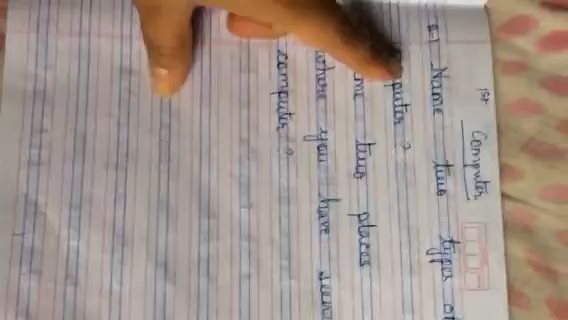 1st Computer
Name two types of
puter?
me two places
where you have seen
computer?